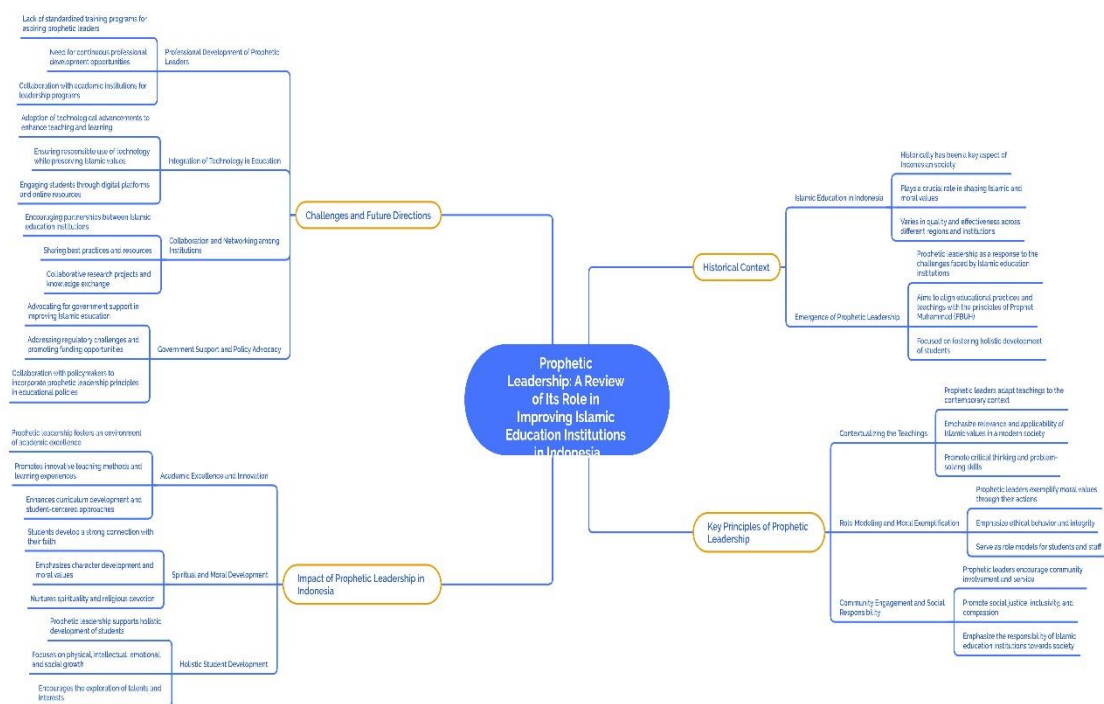 Prophetic
Leadership: A Review
of Its Role in
Improving Islamic
Education Institutions
in Indonesia
Historical Context
Islamic Education in Indonesia
Historically has been a key aspect of
Indonesian society
Plays a crucial role in shaping Islamic and
moral values
Varies in quality and effectiveness across
different regions and institutions
Emergence of Prophetic Leadership
Prophetic leadership as a response to the
challenges faced by Islamic education
institutions
Aims to align educational practices and
teachings with the principles of Prophet
Muhammad (PBUH)
Focused on fostering holistic development
of students
Key Principles of Prophetic
Leadership
Contextualizing the Teachings
Prophetic leaders adapt teachings to the
contemporary context
Emphasize relevance and applicability of
Islamic values in a modern society
Promote critical thinking and problem-
solving skills
Role Modeling and Moral Exemplification
Prophetic leaders exemplify moral values
through their actions
Emphasize ethical behavior and integrity
Serve as role models for students and staff
Community Engagement and Social
Responsibility
Prophetic leaders encourage community
involvement and service
Promote social justice, inclusivity, and
compassion
Emphasize the responsibility of Islamic
education institutions towards society
Challenges and Future Directions
Professional Development of Prophetic
Leaders
Lack of standardized training programs for
aspiring prophetic leaders
Need for continuous professional
development opportunities
Collaboration with academic institutions for
leadership programs
Integration of Technology in Education
Adoption of technological advancements to
enhance teaching and learning
Ensuring responsible use of technology
while preserving Islamic values
Engaging students through digital platforms
and online resources
Collaboration and Networking among
Institutions
Encouraging partnerships between Islamic
education institutions
Sharing best practices and resources
Collaborative research projects and
knowledge exchange
Government Support and Policy Advocacy
Advocating for government support in
improving Islamic education
Addressing regulatory challenges and
promoting funding opportunities
Collaboration with policymakers to
incorporate prophetic leadership principles
in educational policies
Impact of Prophetic Leadership in
Indonesia
Academic Excellence and Innovation
Prophetic leadership fosters an environment
of academic excellence
Promotes innovative teaching methods and
learning experiences
Enhances curriculum development and
student-centered approaches
Spiritual and Moral Development
Students develop a strong connection with
their faith
Emphasizes character development and
moral values
Nurtures spirituality and religious devotion
Holistic Student Development
Prophetic leadership supports holistic
development of students
Focuses on physical, intellectual, emotional,
and social growth
Encourages the exploration of talents and
interests